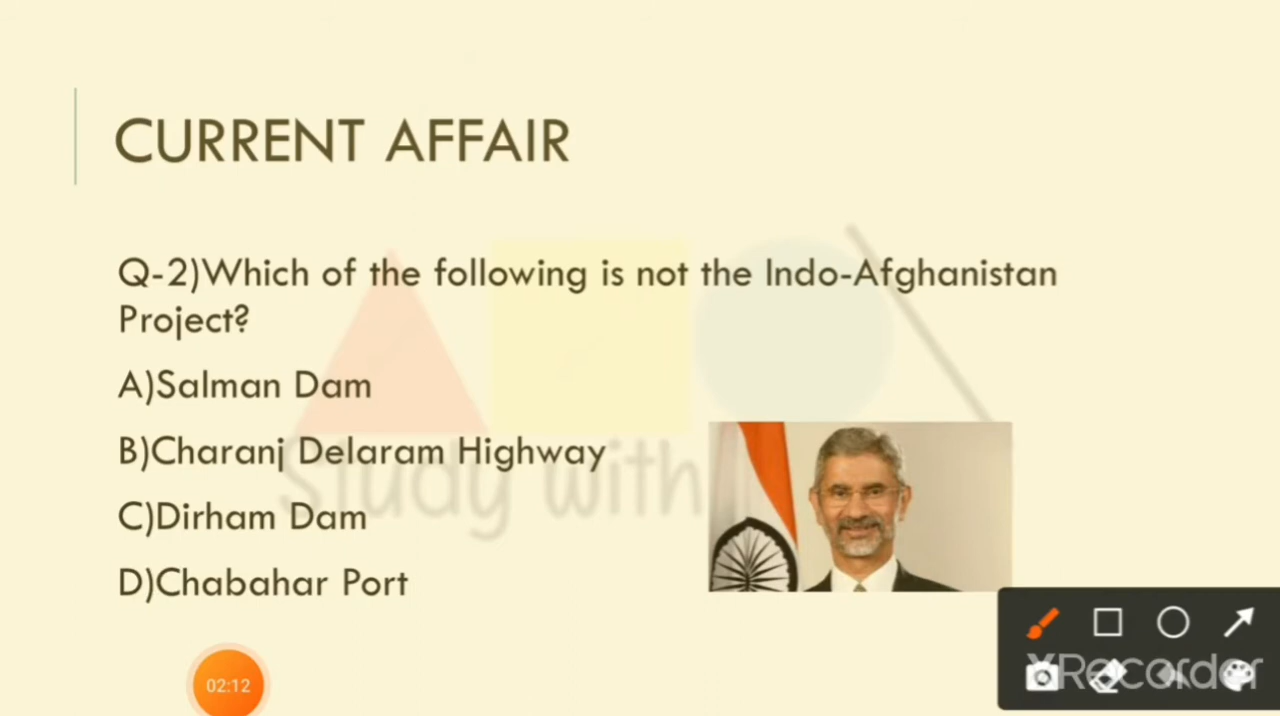 CURRENT AFFAIR
Q-2)Which of the following is not the Indo-Afghanistan
Project?
A)Salman Dam
B)Charanj Delaram Highway
C)Dirham Dam
D)Chabahar Port
Study with
02:12
XRecorder